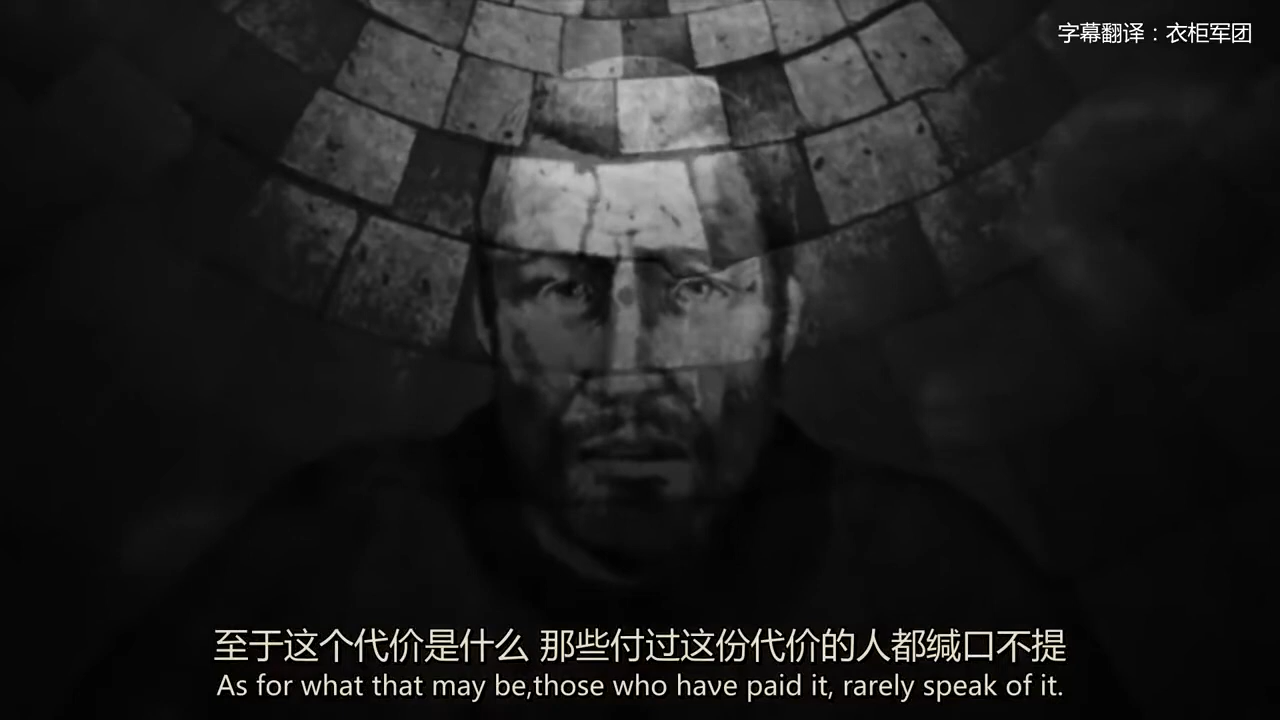 字幕翻译：衣柜军团
至于这个代价是什么 那些付过这份代价的人都缄口不提
As for what that may be,those who have paid it, rarely speak of it.